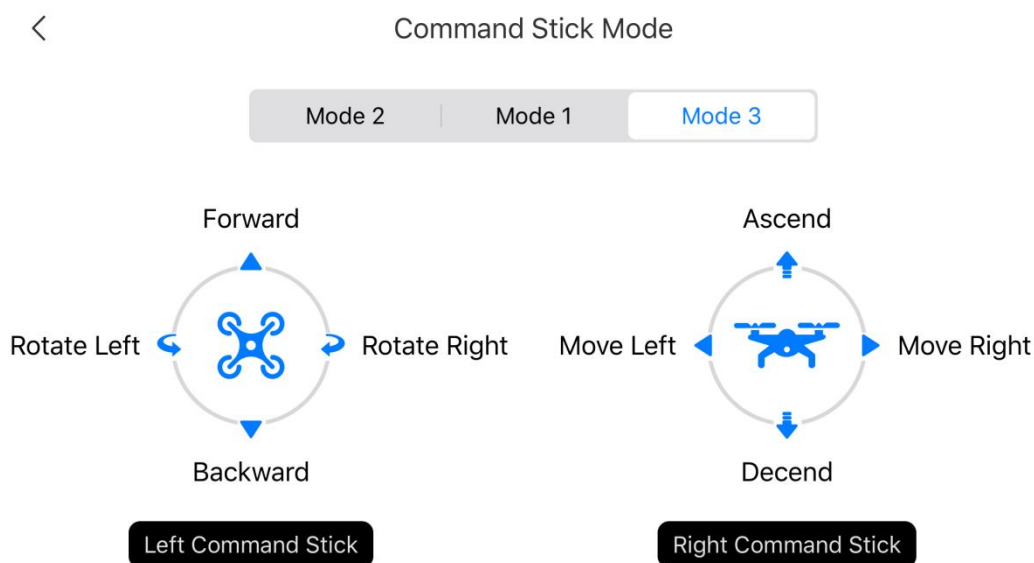 Command Stick Mode
Mode 2 Mode 1 Mode 3
Forward Ascend
Rotate Left Rotate Right Move Left Move Right
Backward Decend
Left Command Stick Right Command Stick